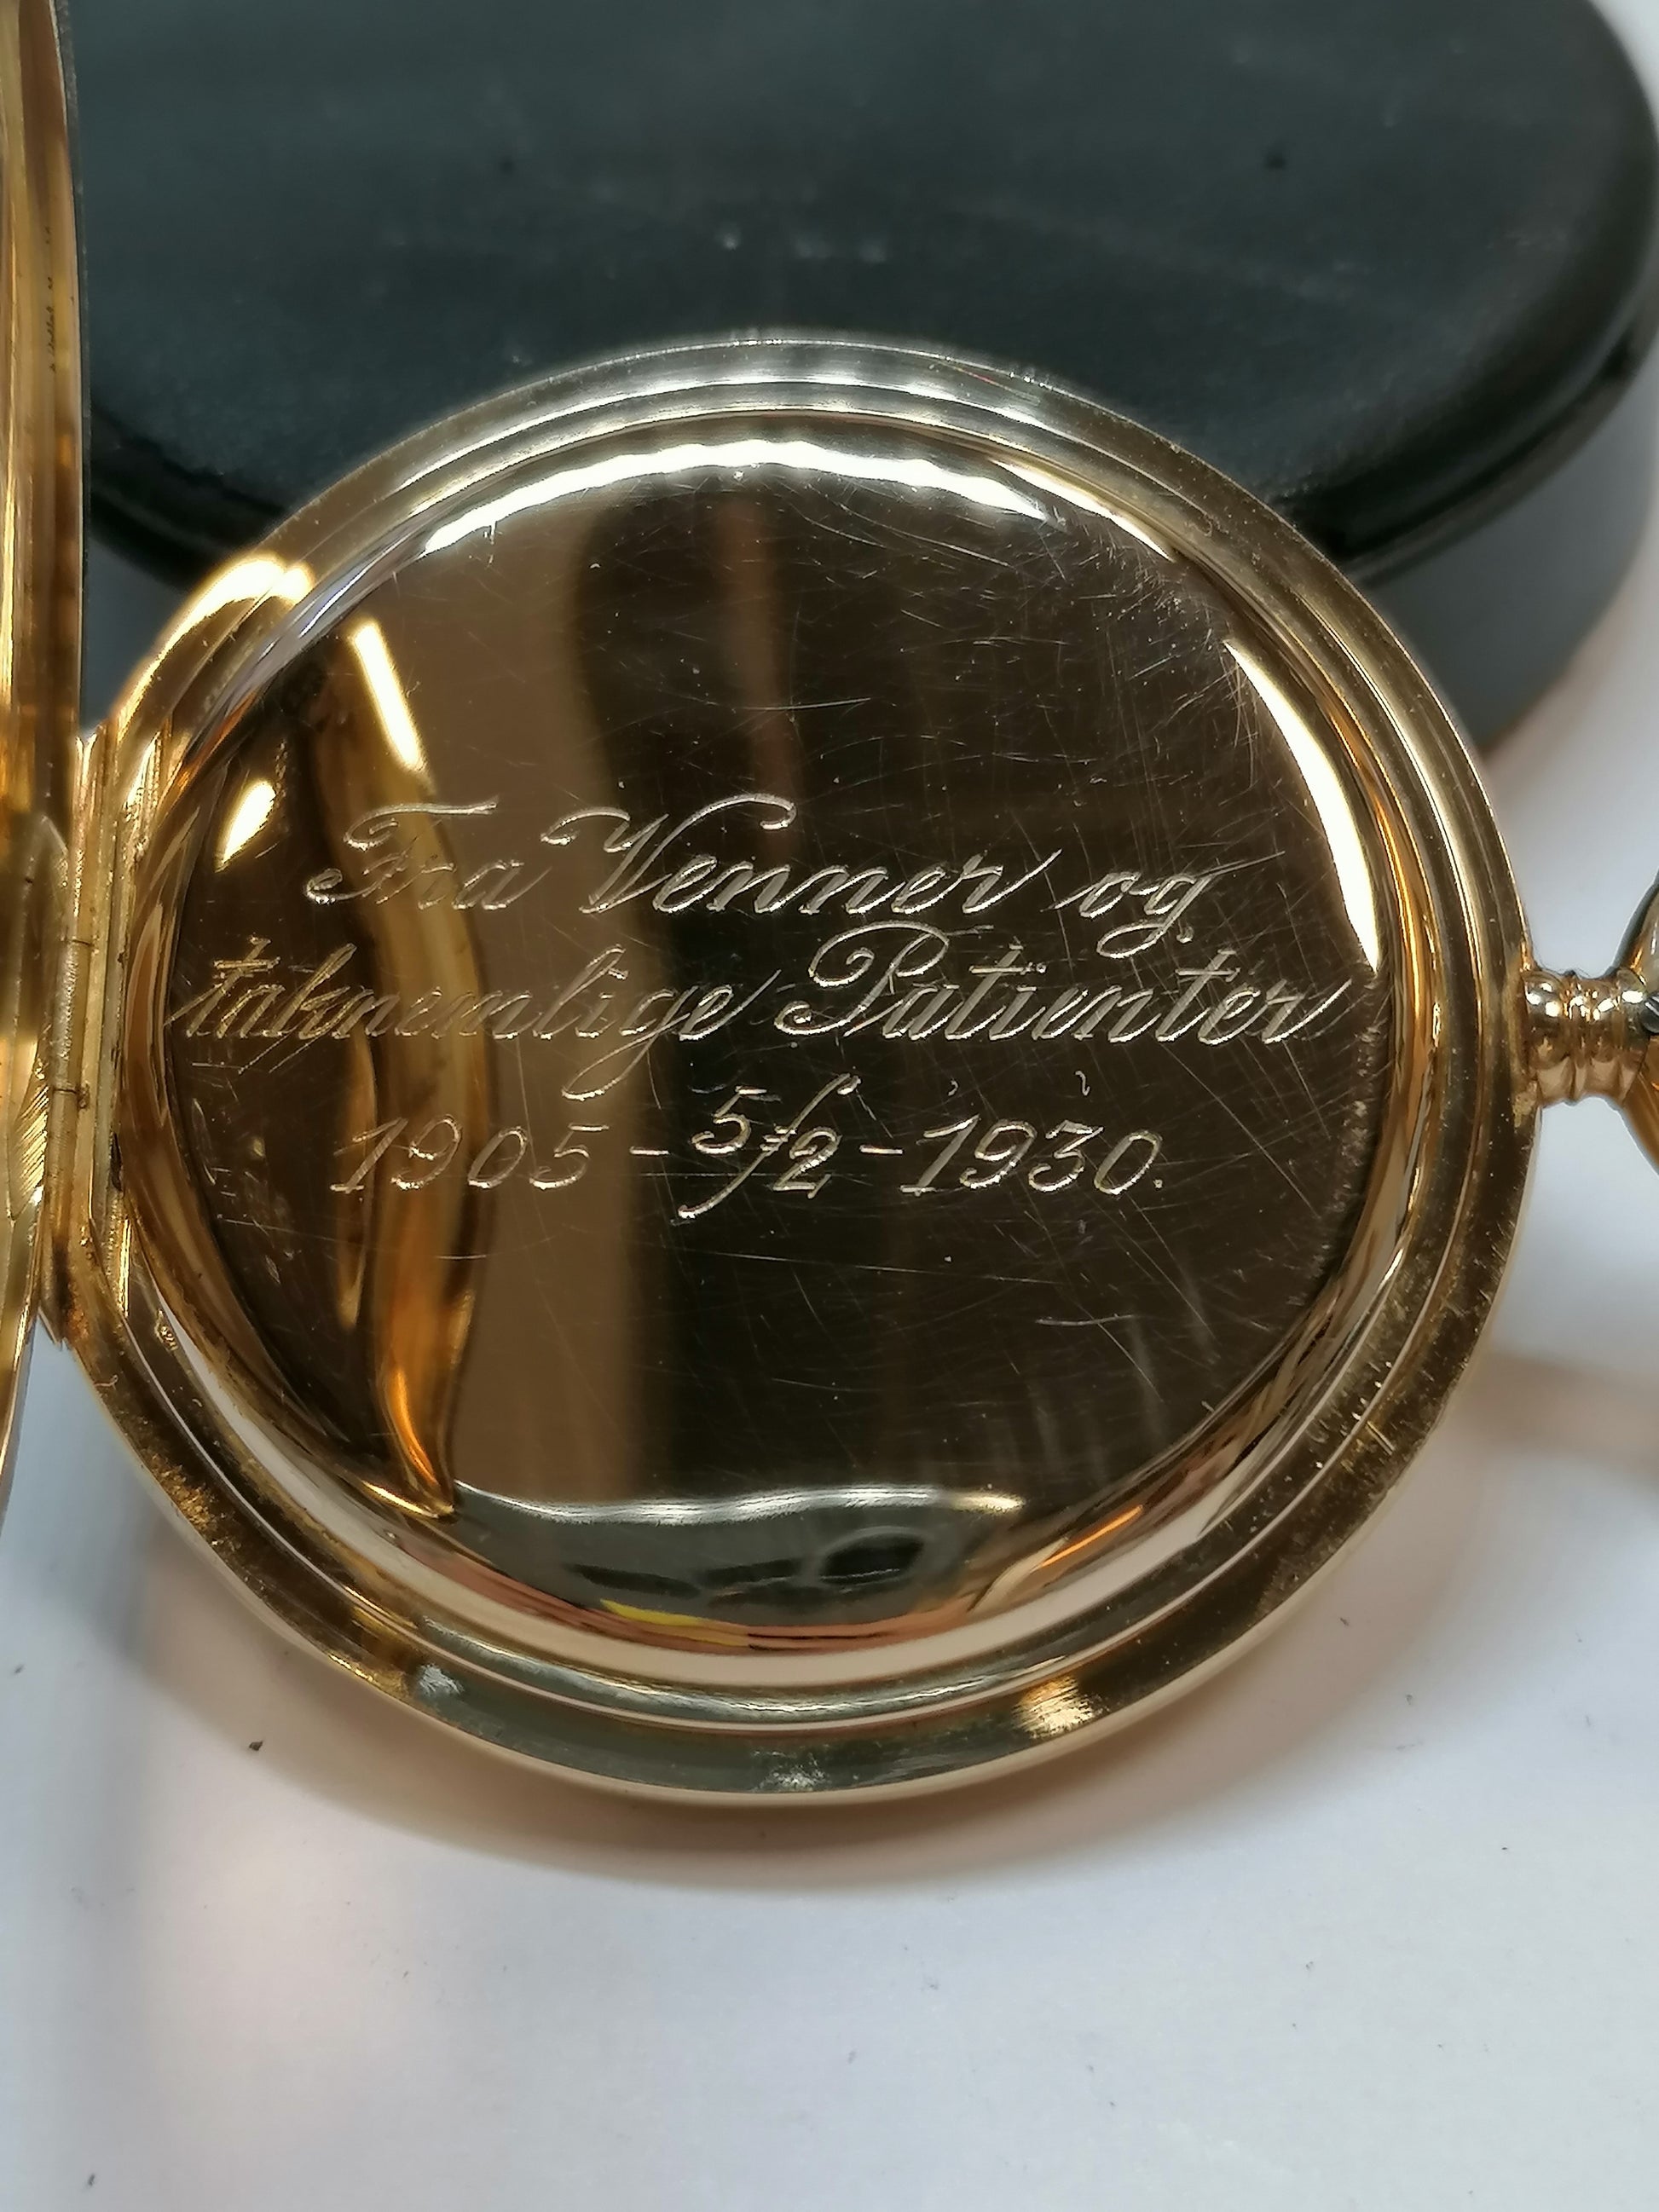 Fra Venner og
taknemlige Patienter
1905 - 5/2 - 1930.